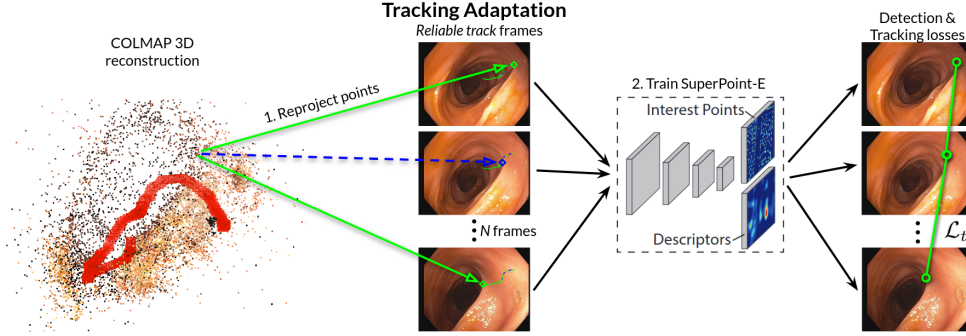 Tracking Adaptation
COLMAP 3D
reconstruction
1. Reproject points
Reliable track frames
N frames
2. Train SuperPoint-E
Interest Points
Descriptors
Detection &
Tracking losses
ℒt